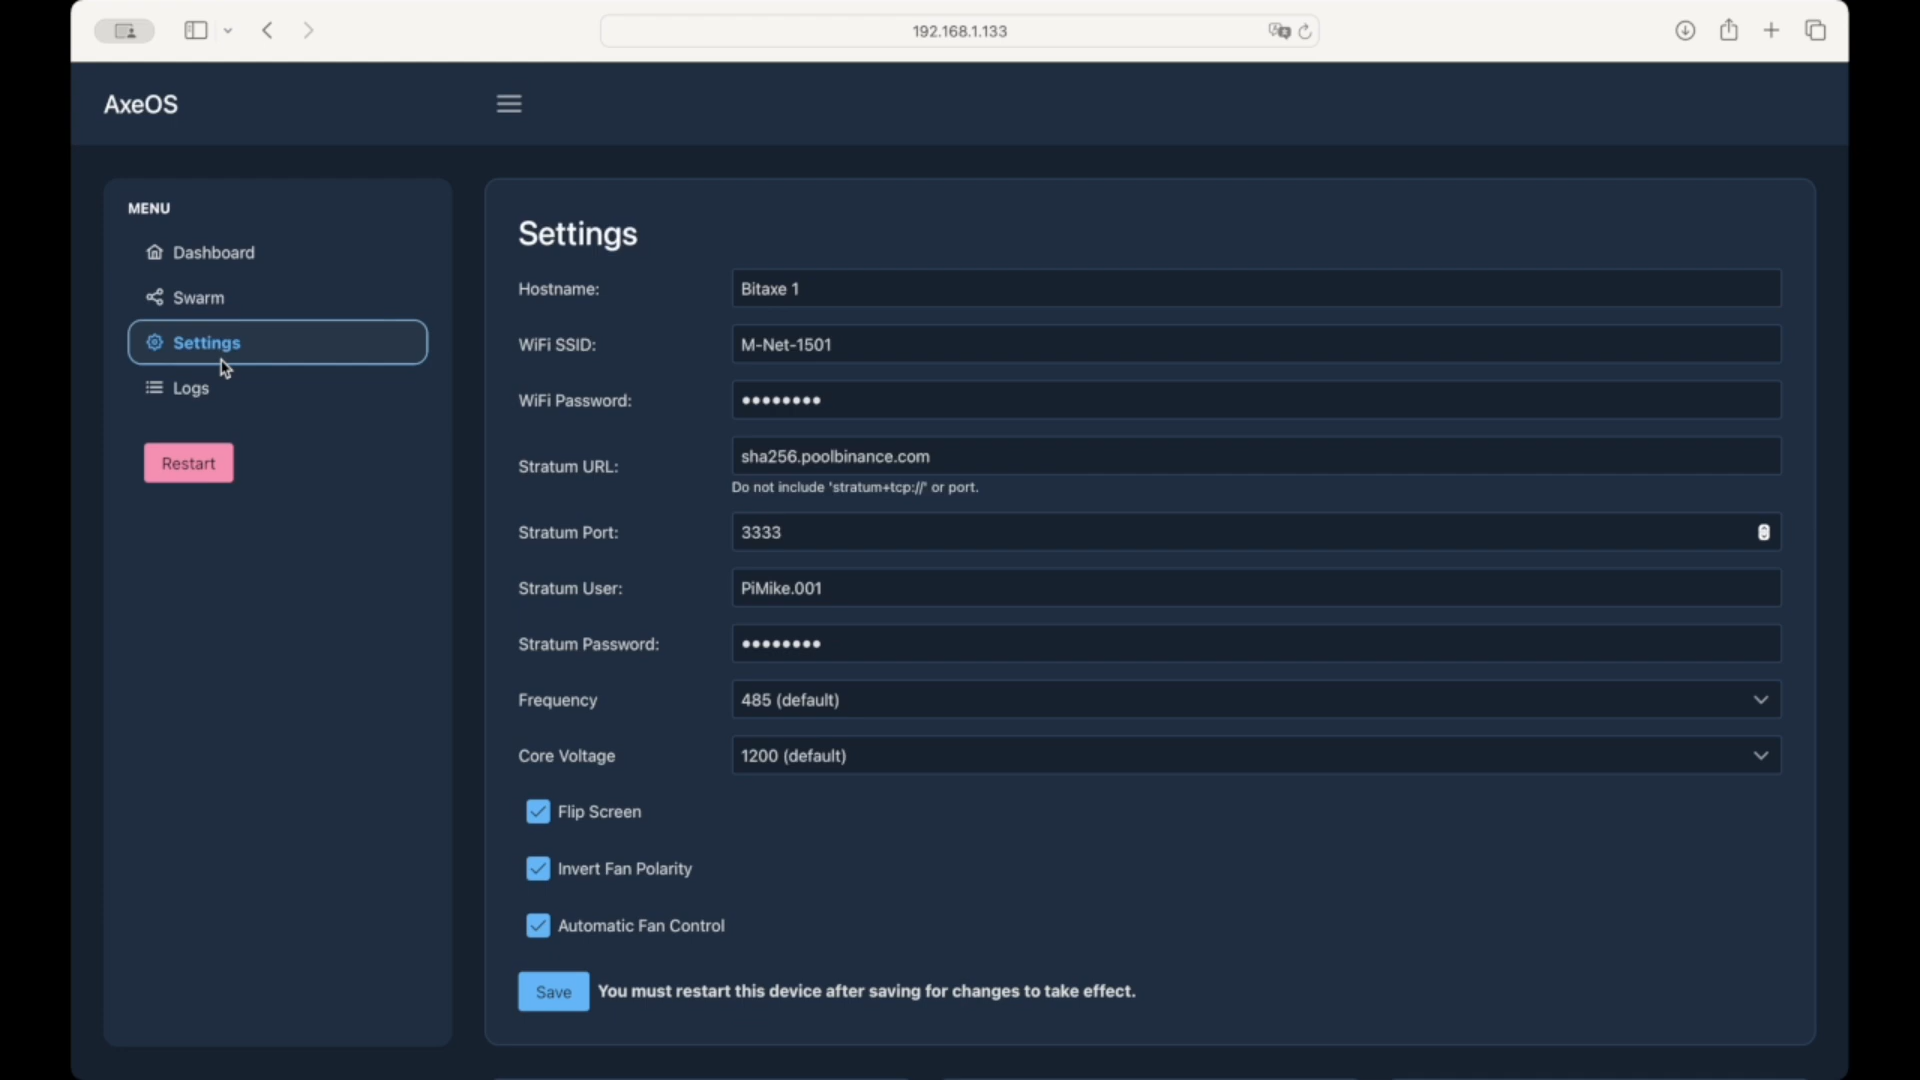 192.168.1.133
AxeOS
MENU
Dashboard
Swarm
Settings
Logs
Restart
Settings
Hostname: Bitaxe 1
WiFi SSID: M-Net-1501
WiFi Password: ••••••••
Stratum URL: sha256.poolbinance.com
Do not include 'stratum+tcp://' or port.
Stratum Port: 3333
Stratum User: PiMike.001
Stratum Password: ••••••••
Frequency 485 (default)
Core Voltage 1200 (default)
Flip Screen
Invert Fan Polarity
Automatic Fan Control
Save You must restart this device after saving for changes to take effect.